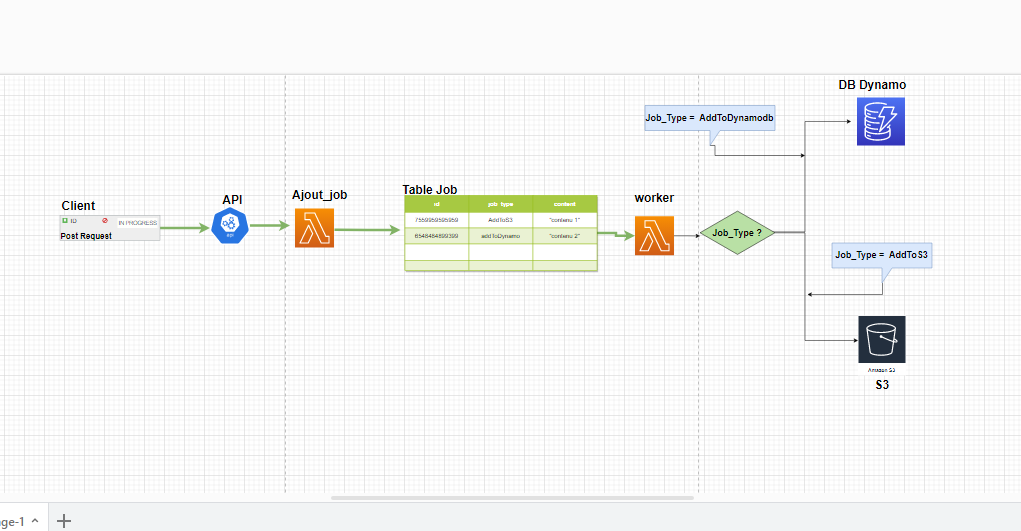 DB Dynamo
Job_Type = AddToDynamodb
Client
ID
IN PROGRESS
Post Request
API
API
Ajout_job
Table Job
id job_type content
7559959595959 AddToS3 "contenu 1"
6548484899399 addToDynamo "contenu 2"
worker
Job_Type ?
Job_Type = AddToS3
Amazon S3
S3
ge-1